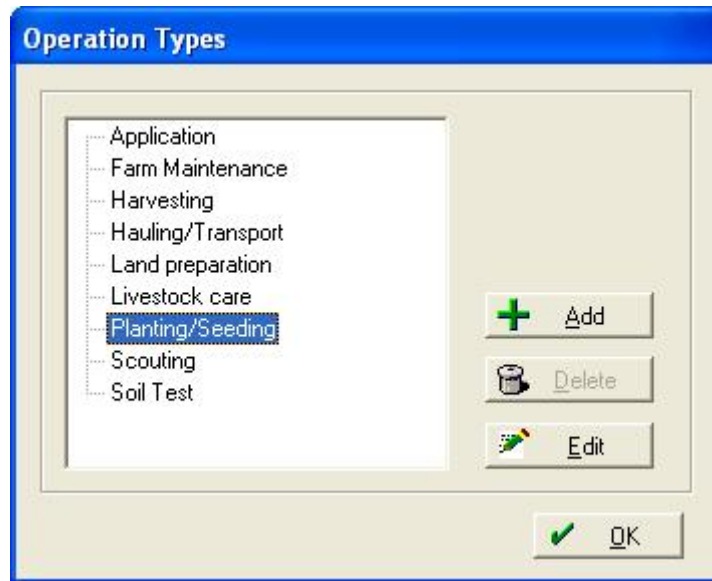 Operation Types
Application
Farm Maintenance
Harvesting
Hauling/Transport
Land preparation
Livestock care
Planting/Seeding
Scouting
Soil Test
Add
Delete
Edit
OK